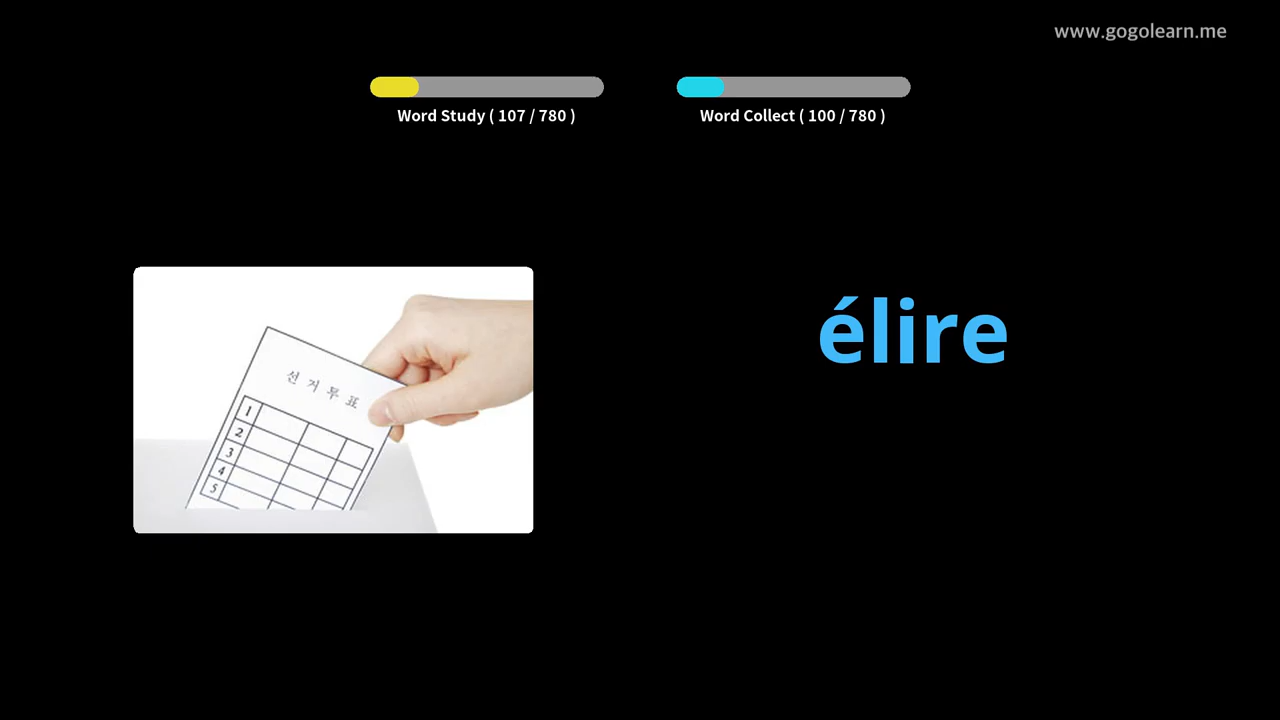 www.gogolearn.me
Word Study ( 107 / 780 )
Word Collect ( 100 / 780 )
élire
선거투표
1
2
3
4
5